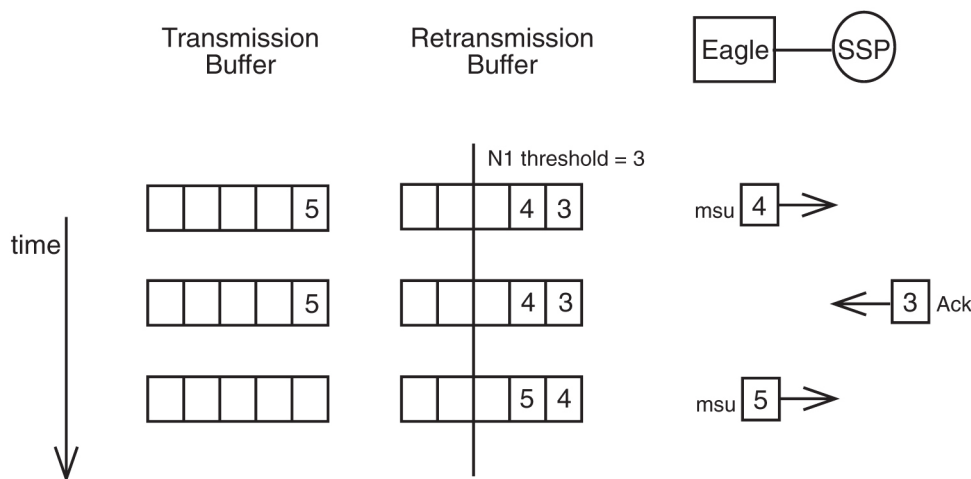 Transmission
Buffer
Retransmission
Buffer
Eagle
SSP
N1 threshold = 3
time
5
4 3
msu 4
5
4 3
3 Ack
5 4
msu 5